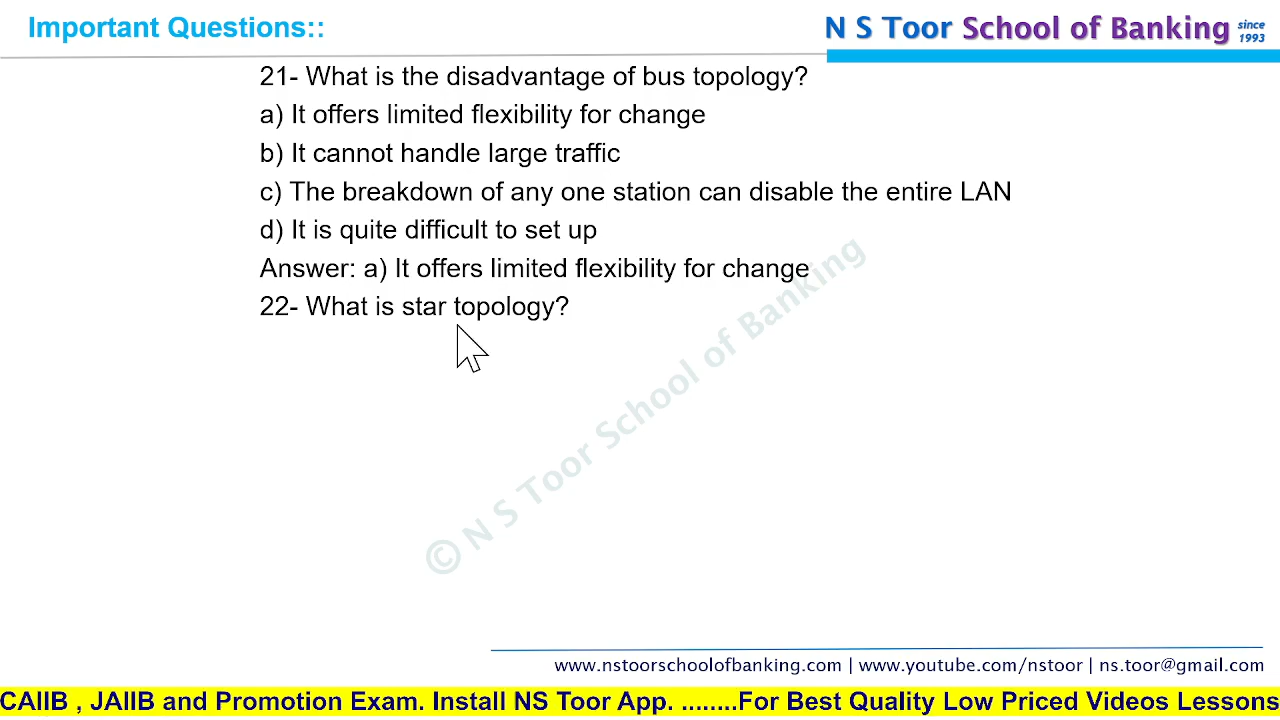 Important Questions::
N S Toor School of Banking since 1993
21- What is the disadvantage of bus topology?
a) It offers limited flexibility for change
b) It cannot handle large traffic
c) The breakdown of any one station can disable the entire LAN
d) It is quite difficult to set up
Answer: a) It offers limited flexibility for change
22- What is star topology?
© N S Toor School of Banking
www.nstoorschoolofbanking.com | www.youtube.com/nstoor | ns.toor@gmail.com
CAIIB , JAIIB and Promotion Exam. Install NS Toor App. ........For Best Quality Low Priced Videos Lessons